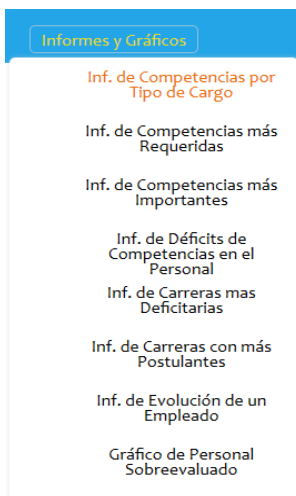 Informes y Gráficos
Inf. de Competencias por
Tipo de Cargo
Inf. de Competencias más
Requeridas
Inf. de Competencias más
Importantes
Inf. de Déficits de
Competencias en el
Personal
Inf. de Carreras mas
Deficitarias
Inf. de Carreras con más
Postulantes
Inf. de Evolución de un
Empleado
Gráfico de Personal
Sobreevaluado